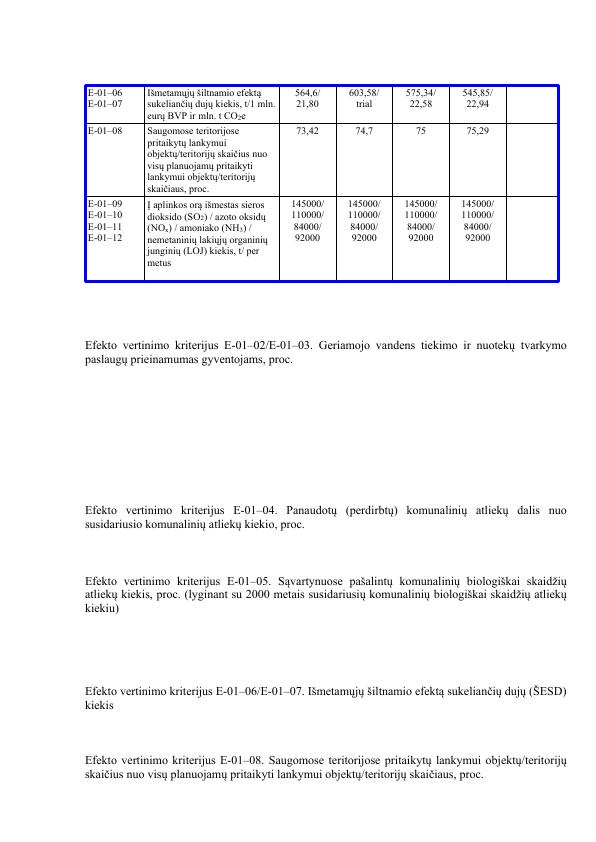 E-01–06 Išmetamųjų šiltnamio efektą 564,6/ 603,58/ 575,34/ 545,85/
E-01–07 sukeliančių dujų kiekis, t/1 mln. 21,80 trial 22,58 22,94
eurų BVP ir mln. t CO₂e
E-01–08 Saugomose teritorijose 73,42 74,7 75 75,29
pritaikytų lankymui
objektų/teritorijų skaičius nuo
visų planuojamų pritaikyti
lankymui objektų/teritorijų
skaičiaus, proc.
E-01–09 Į aplinkos orą išmestas sieros 145000/ 145000/ 145000/ 145000/
E-01–10 dioksido (SO₂) / azoto oksidų 110000/ 110000/ 110000/ 110000/
E-01–11 (NOₓ) / amoniako (NH₃) / 84000/ 84000/ 84000/ 84000/
E-01–12 nemetaninių lakiųjų organinių 92000 92000 92000 92000
junginių (LOJ) kiekis, t/ per
metus
Efekto vertinimo kriterijus E-01–02/E-01–03. Geriamojo vandens tiekimo ir nuotekų tvarkymo
paslaugų prieinamumas gyventojams, proc.
Efekto vertinimo kriterijus E-01–04. Panaudotų (perdirbtų) komunalinių atliekų dalis nuo
susidariusio komunalinių atliekų kiekio, proc.
Efekto vertinimo kriterijus E-01–05. Sąvartynuose pašalintų komunalinių biologiškai skaidžių
atliekų kiekis, proc. (lyginant su 2000 metais susidariusių komunalinių biologiškai skaidžių atliekų
kiekiu)
Efekto vertinimo kriterijus E-01–06/E-01–07. Išmetamųjų šiltnamio efektą sukeliančių dujų (ŠESD)
kiekis
Efekto vertinimo kriterijus E-01–08. Saugomose teritorijose pritaikytų lankymui objektų/teritorijų
skaičius nuo visų planuojamų pritaikyti lankymui objektų/teritorijų skaičiaus, proc.